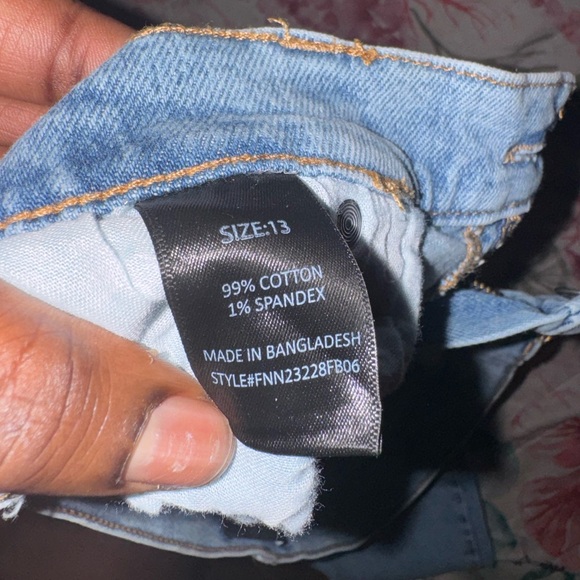 SIZE:13
99% COTTON
1% SPANDEX
MADE IN BANGLADESH
STYLE#FNN23228FB06